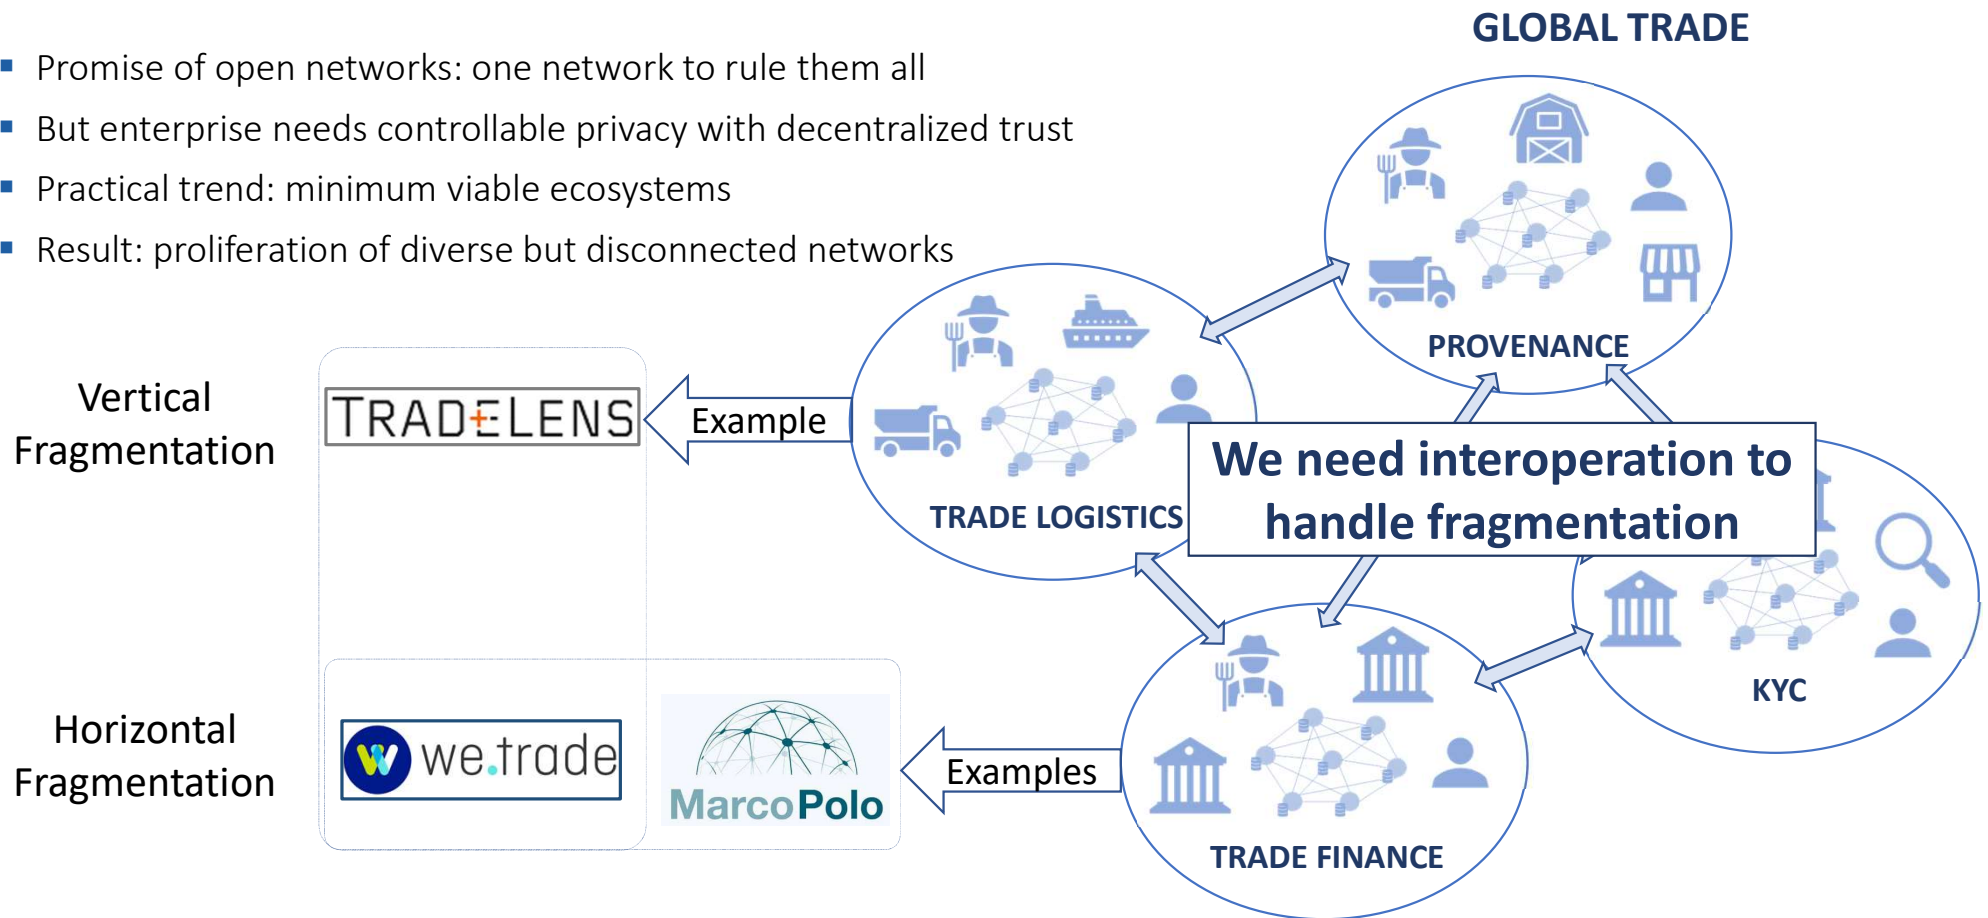 GLOBAL TRADE
Promise of open networks: one network to rule them all
But enterprise needs controllable privacy with decentralized trust
Practical trend: minimum viable ecosystems
Result: proliferation of diverse but disconnected networks
PROVENANCE
Vertical
Fragmentation
TRADELENS
Example
TRADE LOGISTICS
We need interoperation to
handle fragmentation
KYC
Horizontal
Fragmentation
we.trade
MarcoPolo
Examples
TRADE FINANCE